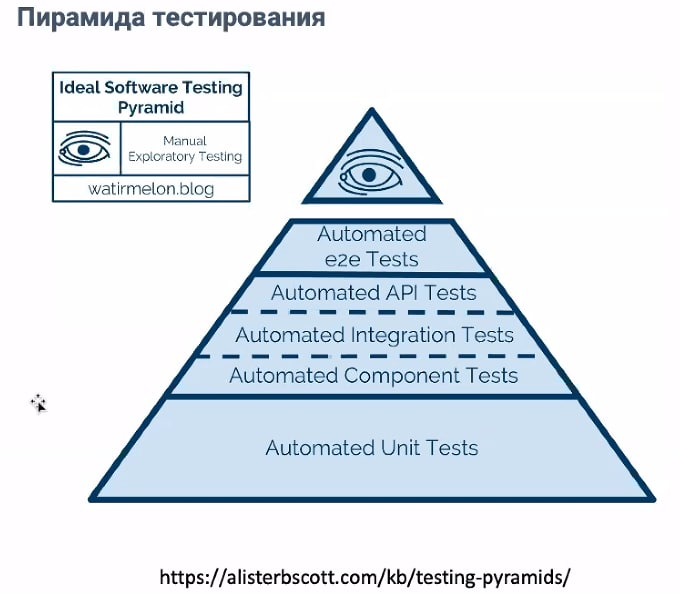 Пирамида тестирования
Ideal Software Testing
Pyramid
Manual
Exploratory Testing
watirmelon.blog
Automated
e2e Tests
Automated API Tests
Automated Integration Tests
Automated Component Tests
Automated Unit Tests
https://alisterbscott.com/kb/testing-pyramids/